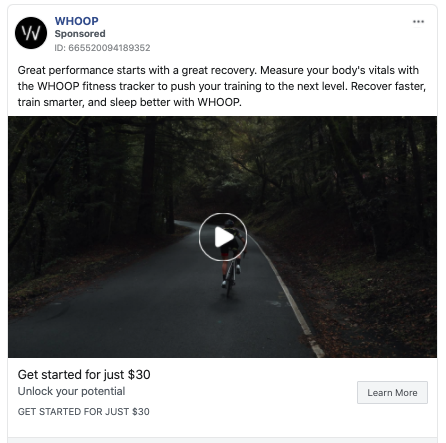 WHOOP
Sponsored
ID: 665520094189352
Great performance starts with a great recovery. Measure your body's vitals with
the WHOOP fitness tracker to push your training to the next level. Recover faster,
train smarter, and sleep better with WHOOP.
Get started for just $30
Unlock your potential
GET STARTED FOR JUST $30
Learn More